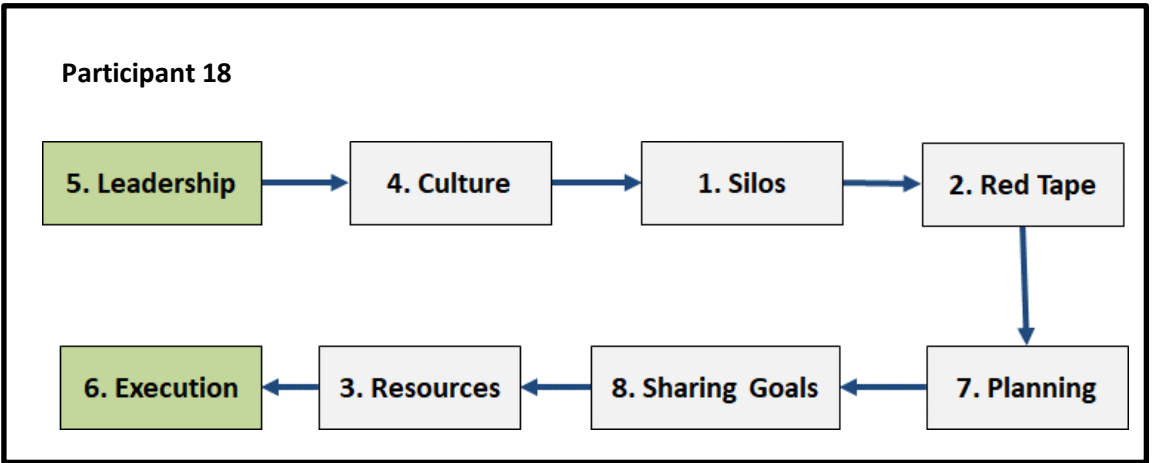 Participant 18
5. Leadership
4. Culture
1. Silos
2. Red Tape
6. Execution
3. Resources
8. Sharing Goals
7. Planning